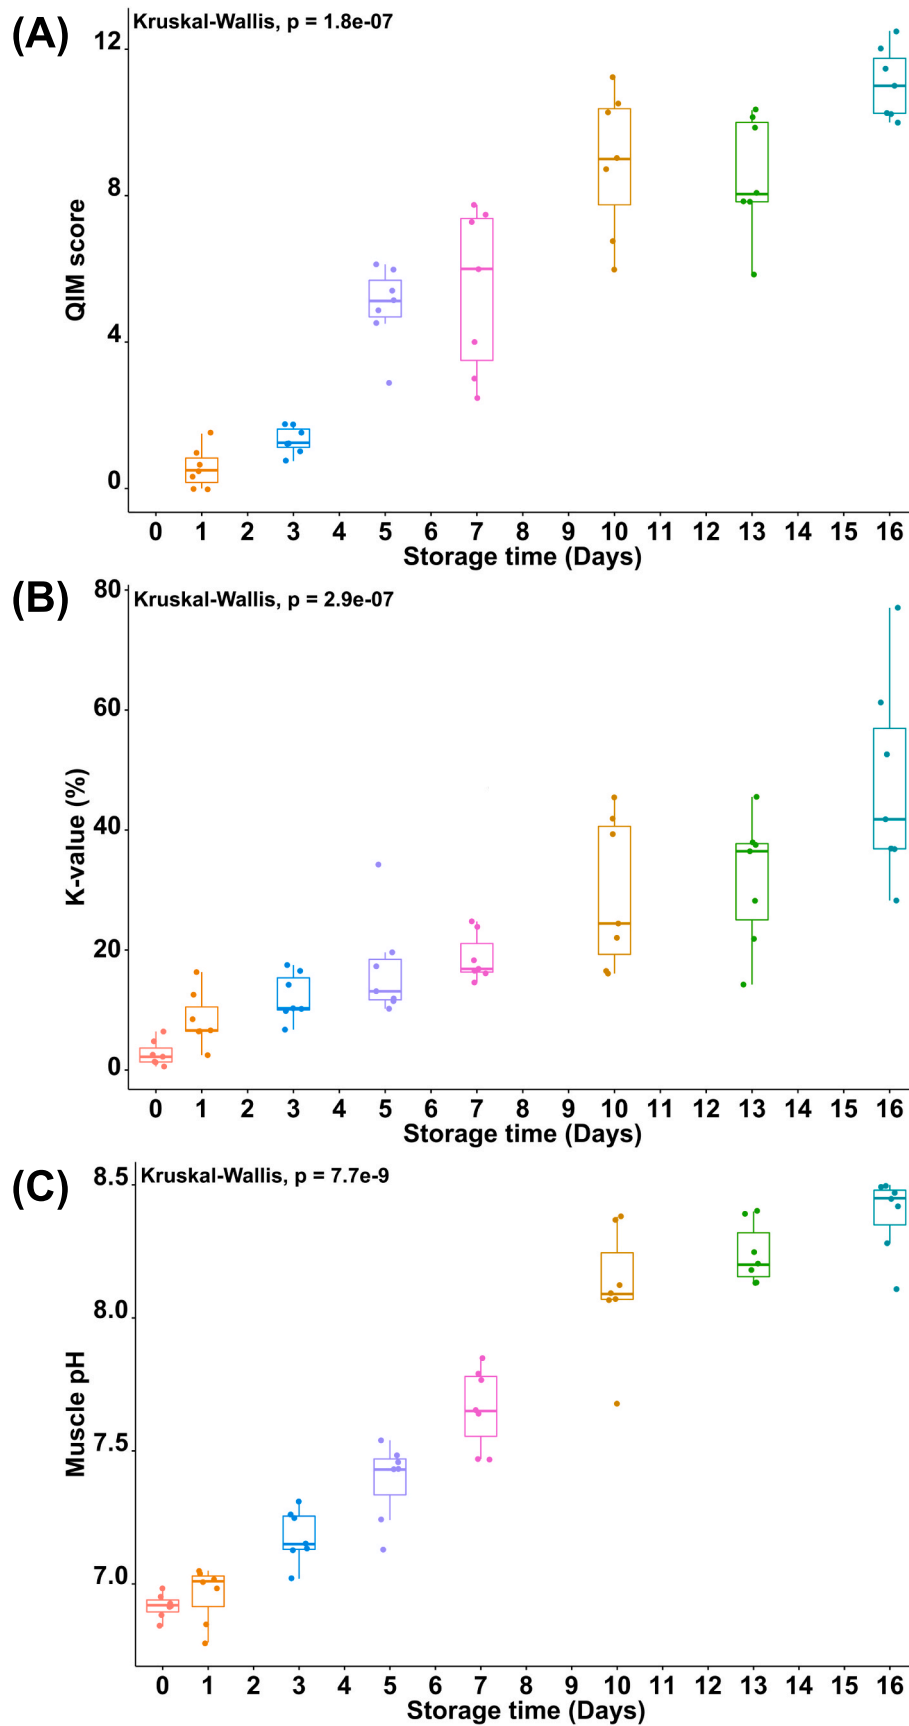 (A)
Kruskal-Wallis, p = 1.8e-07
12
8
4
0
QIM score
0 1 2 3 4 5 6 7 8 9 10 11 12 13 14 15 16
Storage time (Days)
(B)
Kruskal-Wallis, p = 2.9e-07
80
60
40
20
0
K-value (%)
0 1 2 3 4 5 6 7 8 9 10 11 12 13 14 15 16
Storage time (Days)
(C)
Kruskal-Wallis, p = 7.7e-9
8.5
8.0
7.5
7.0
Muscle pH
0 1 2 3 4 5 6 7 8 9 10 11 12 13 14 15 16
Storage time (Days)